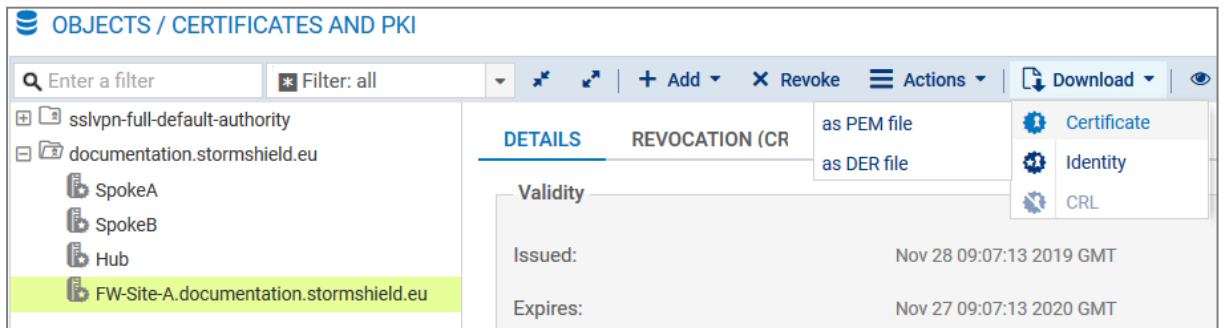 OBJECTS / CERTIFICATES AND PKI
Enter a filter
Filter: all
Add
Revoke
Actions
Download
sslvpn-full-default-authority
documentation.stormshield.eu
SpokeA
SpokeB
Hub
FW-Site-A.documentation.stormshield.eu
DETAILS
REVOCATION (CR
as PEM file
as DER file
Certificate
Identity
CRL
Validity
Issued: Nov 28 09:07:13 2019 GMT
Expires: Nov 27 09:07:13 2020 GMT